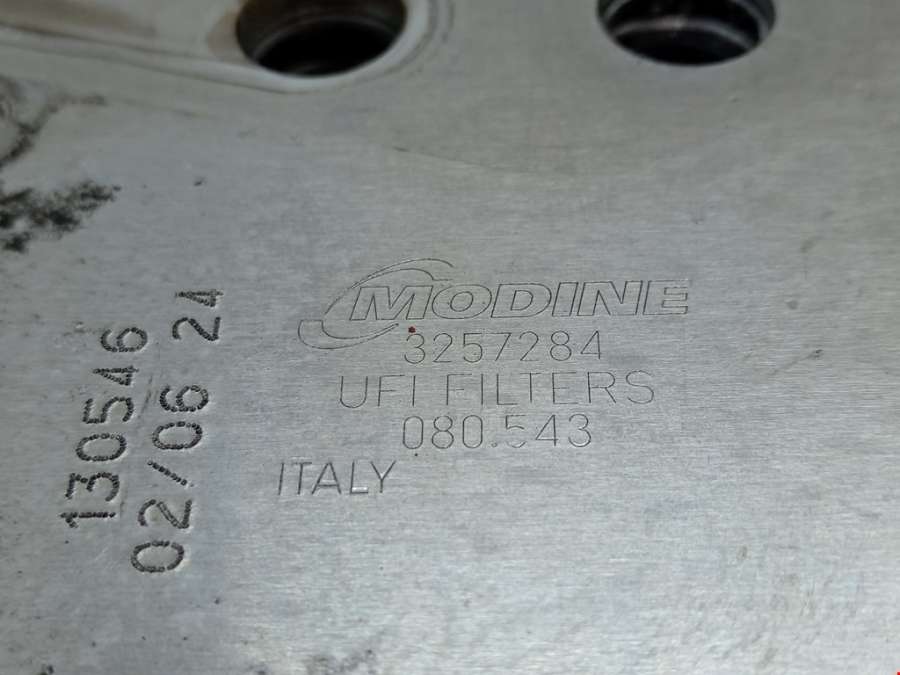 MODINE
3257284
UFI FILTERS
080.543
ITALY
130546
02/06 24